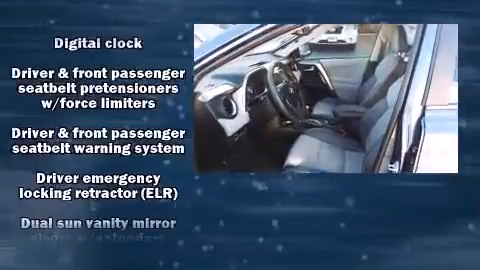 Digital clock
Driver & front passenger
seatbelt pretensioners
w/force limiters
Driver & front passenger
seatbelt warning system
Driver emergency
locking retractor (ELR)
Dual sun vanity mirror